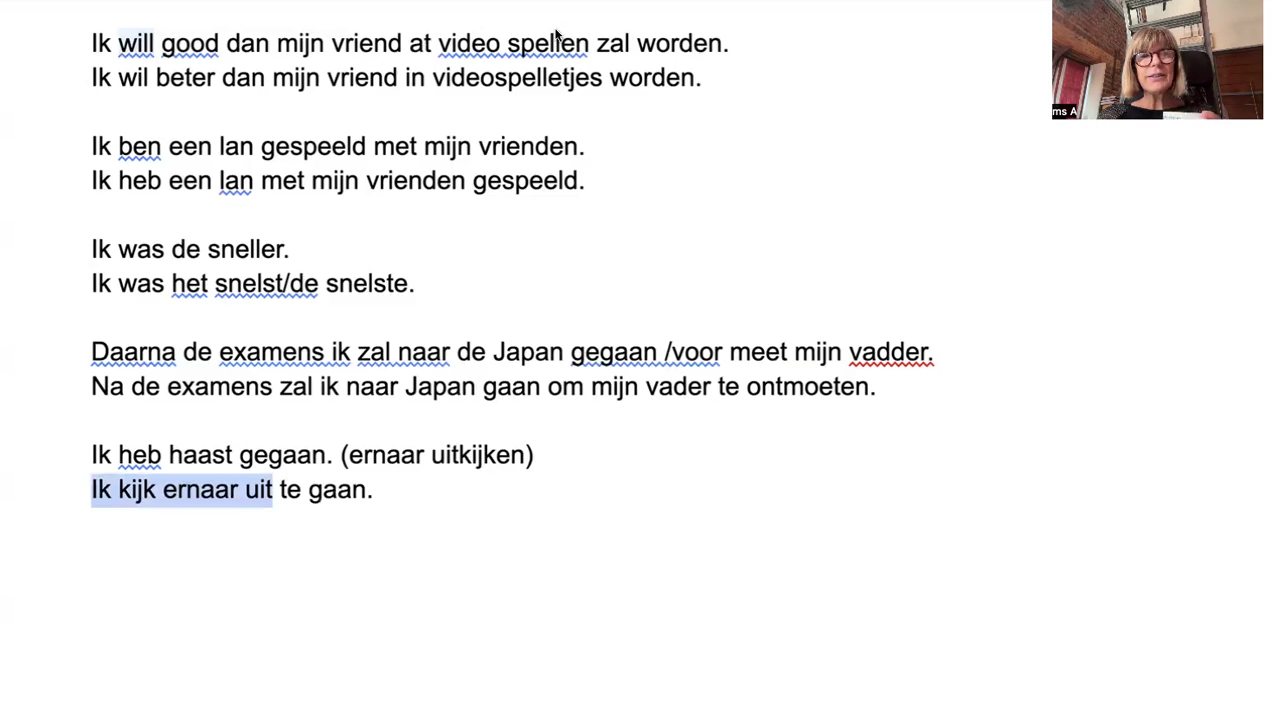 Ik will good dan mijn vriend at video spellen zal worden.
Ik wil beter dan mijn vriend in videospelletjes worden.
Ik ben een lan gespeeld met mijn vrienden.
Ik heb een lan met mijn vrienden gespeeld.
Ik was de sneller.
Ik was het snelst/de snelste.
Daarna de examens ik zal naar de Japan gegaan /voor meet mijn vadder.
Na de examens zal ik naar Japan gaan om mijn vader te ontmoeten.
Ik heb haast gegaan. (ernaar uitkijken)
Ik kijk ernaar uit te gaan.
ms A